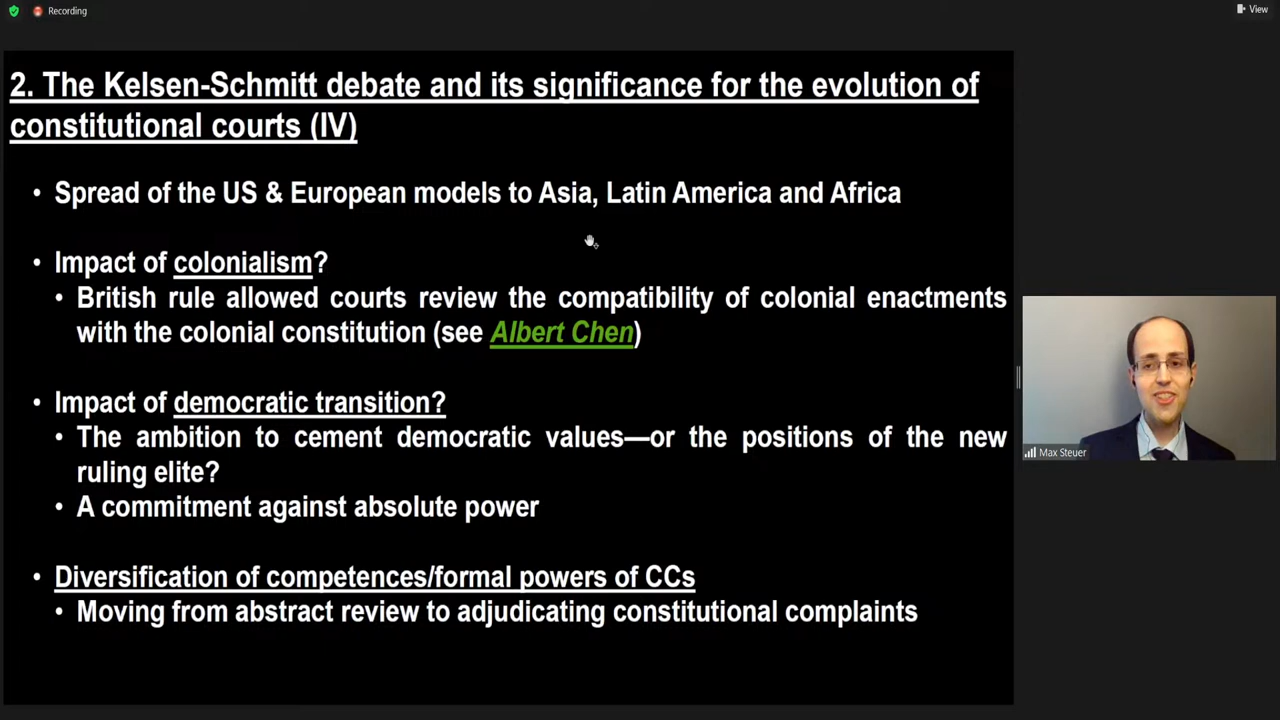 Recording
View
2. The Kelsen-Schmitt debate and its significance for the evolution of
constitutional courts (IV)
• Spread of the US & European models to Asia, Latin America and Africa
• Impact of colonialism?
• British rule allowed courts review the compatibility of colonial enactments
with the colonial constitution (see Albert Chen)
• Impact of democratic transition?
• The ambition to cement democratic values—or the positions of the new
ruling elite?
• A commitment against absolute power
• Diversification of competences/formal powers of CCs
• Moving from abstract review to adjudicating constitutional complaints
Max Steuer